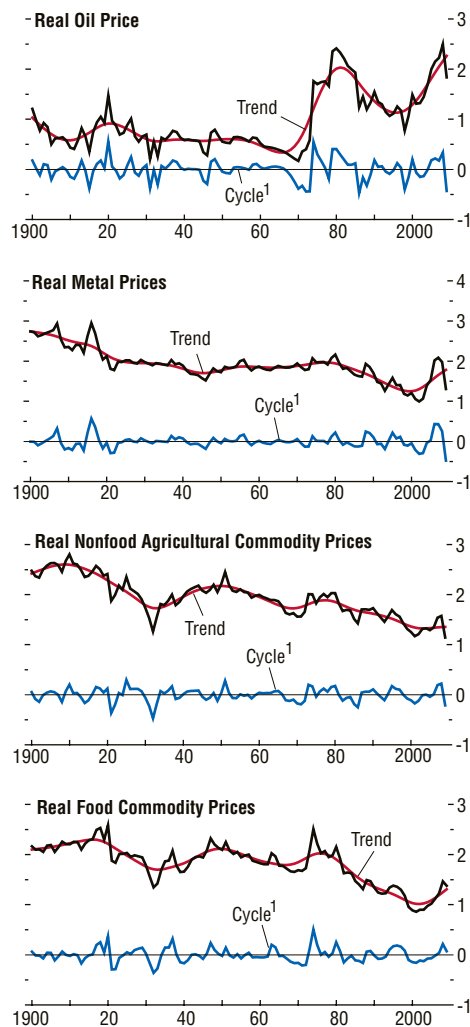 Real Oil Price
3
2
1
0
-1
Trend
Cycle1
1900 20 40 60 80 2000
Real Metal Prices
4
3
2
1
0
-1
Trend
Cycle1
1900 20 40 60 80 2000
Real Nonfood Agricultural Commodity Prices
3
2
1
0
-1
Trend
Cycle1
1900 20 40 60 80 2000
Real Food Commodity Prices
3
2
1
0
-1
Trend
Cycle1
1900 20 40 60 80 2000